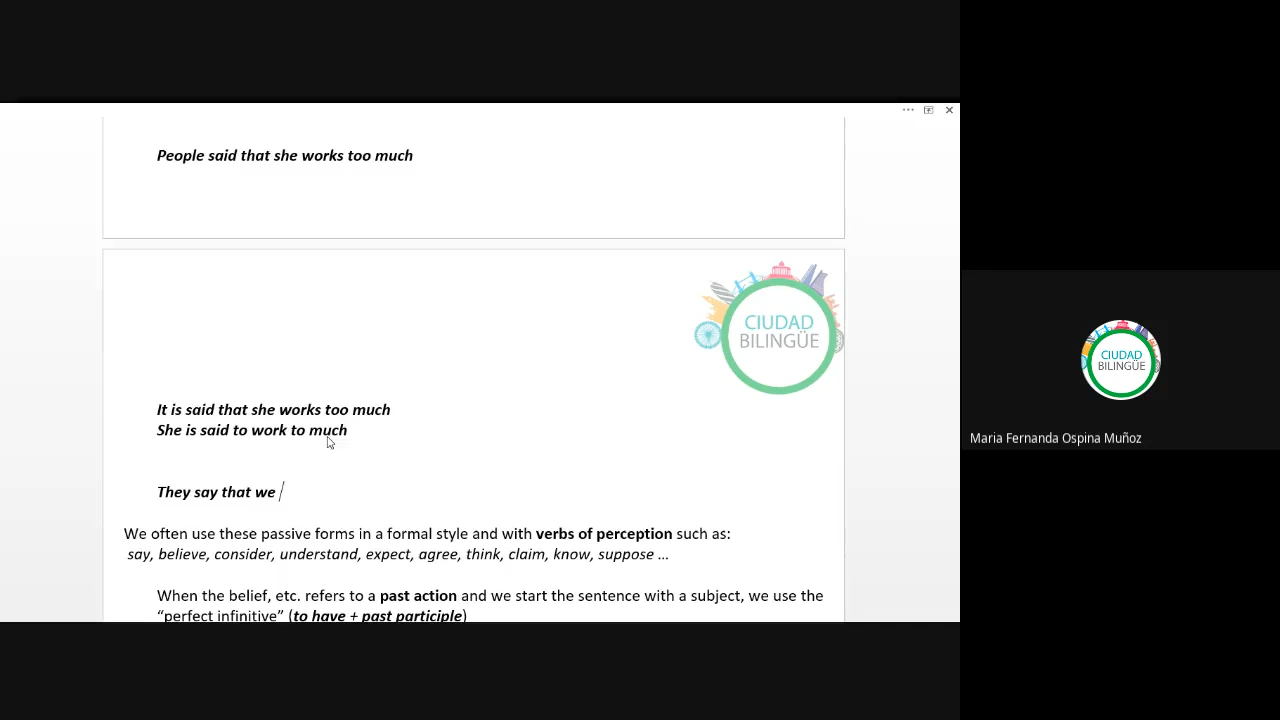 People said that she works too much
CIUDAD
BILINGÜE
It is said that she works too much
She is said to work to much
They say that we
We often use these passive forms in a formal style and with verbs of perception such as:
say, believe, consider, understand, expect, agree, think, claim, know, suppose …
When the belief, etc. refers to a past action and we start the sentence with a subject, we use the
“perfect infinitive” (to have + past participle)
CIUDAD
BILINGÜE
Maria Fernanda Ospina Muñoz